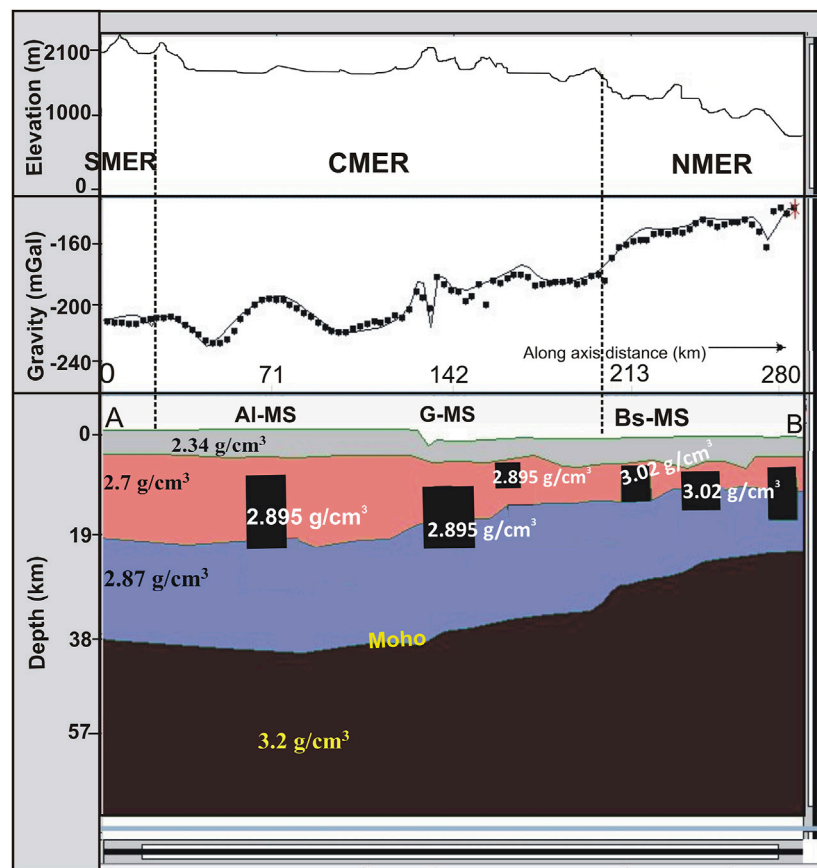 Elevation (m)
2100
1000
0
SMER
CMER
NMER
Gravity (mGal)
-160
-200
-240
Along axis distance (km)
0
71
142
213
280
Depth (km)
0
19
38
57
A
Al-MS
G-MS
Bs-MS
B
2.34 g/cm³
2.7 g/cm³
2.895 g/cm³
2.895 g/cm³
2.895 g/cm³
3.02 g/cm³
3.02 g/cm³
2.87 g/cm³
Moho
3.2 g/cm³